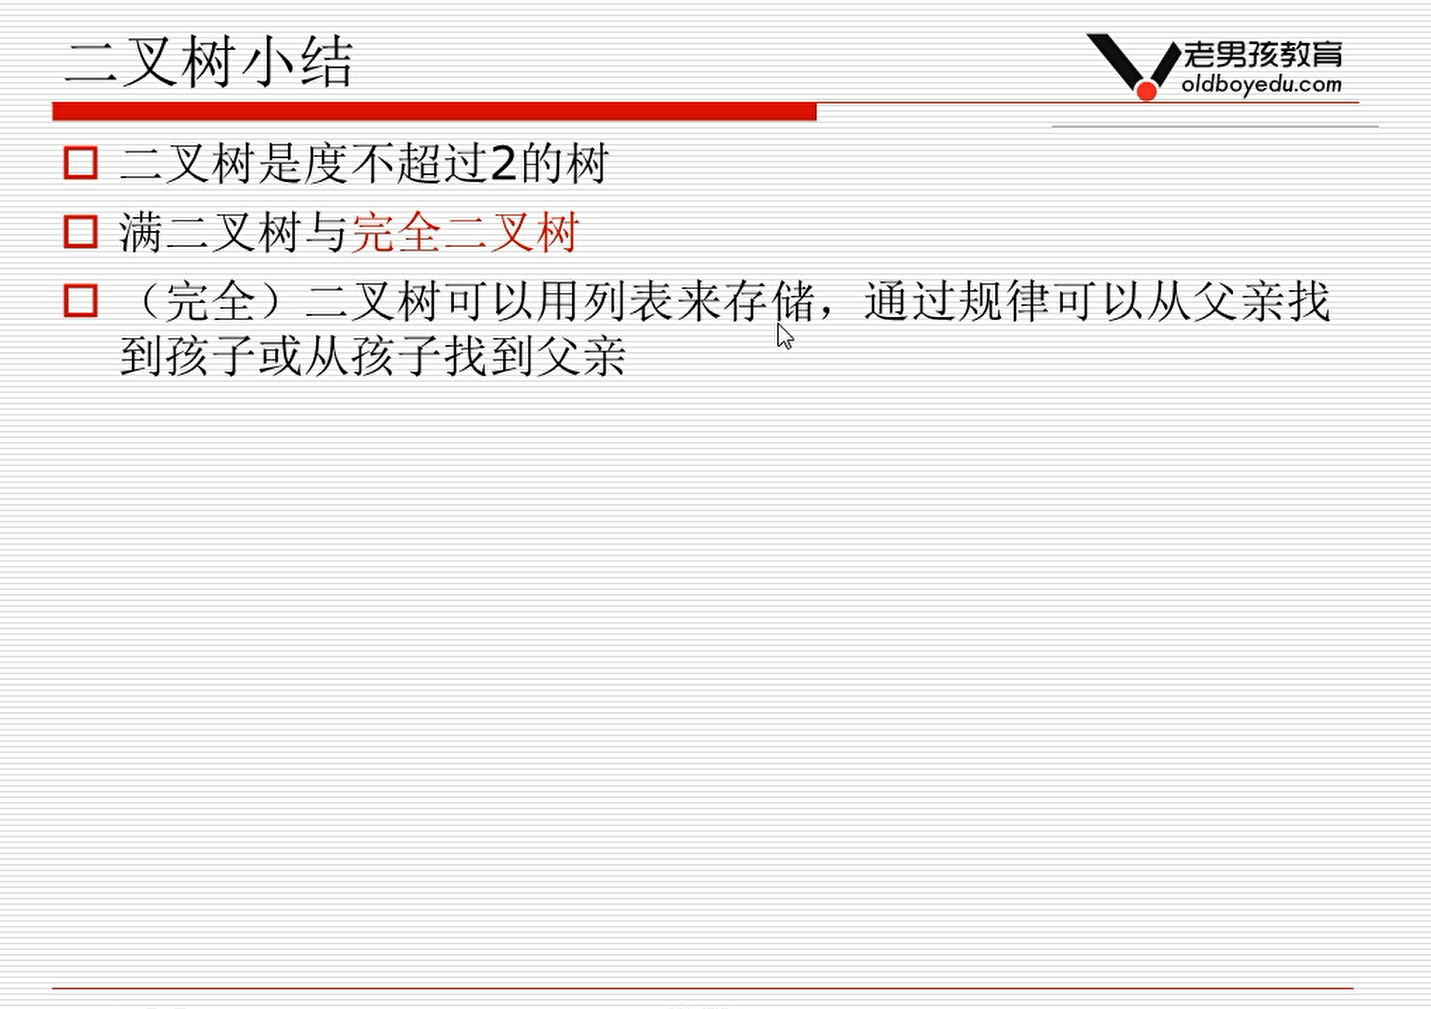 二叉树小结
老男孩教育
oldboyedu.com
二叉树是度不超过2的树
满二叉树与完全二叉树
（完全）二叉树可以用列表来存储，通过规律可以从父亲找
到孩子或从孩子找到父亲